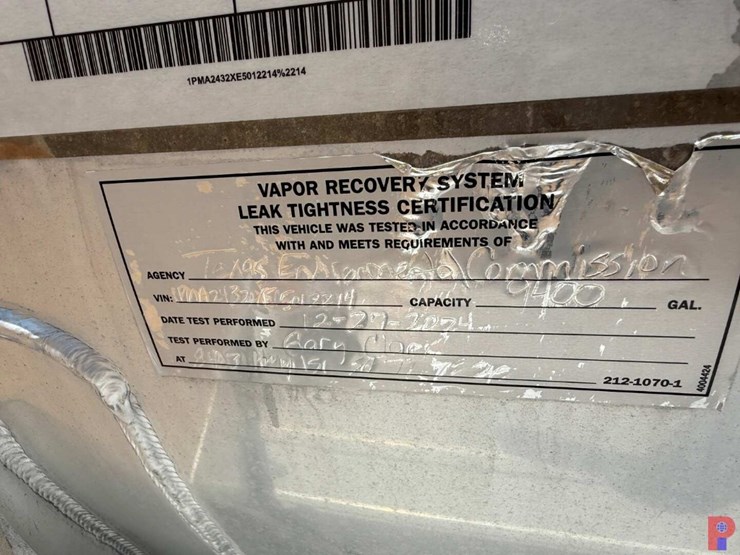 1PMA2432XE5012214%2214
VAPOR RECOVERY SYSTEM
LEAK TIGHTNESS CERTIFICATION
THIS VEHICLE WAS TESTED IN ACCORDANCE
WITH AND MEETS REQUIREMENTS OF
AGENCY Texas Environmental Commission
VIN: CAPACITY 9400 GAL.
DATE TEST PERFORMED 12-27-2024
TEST PERFORMED BY Gary
AT
212-1070-1
4004424